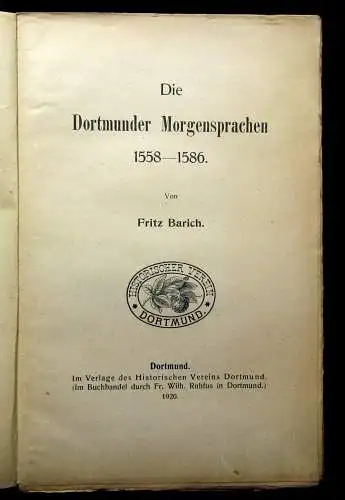 Die
Dortmunder Morgensprachen
1558—1586.
Von
Fritz Barich.
HISTORISCHER VEREIN
DORTMUND.
Dortmund.
Im Verlage des Historischen Vereins Dortmund.
(Im Buchhandel durch Fr. Wilh. Ruhfus in Dortmund.)
1920.